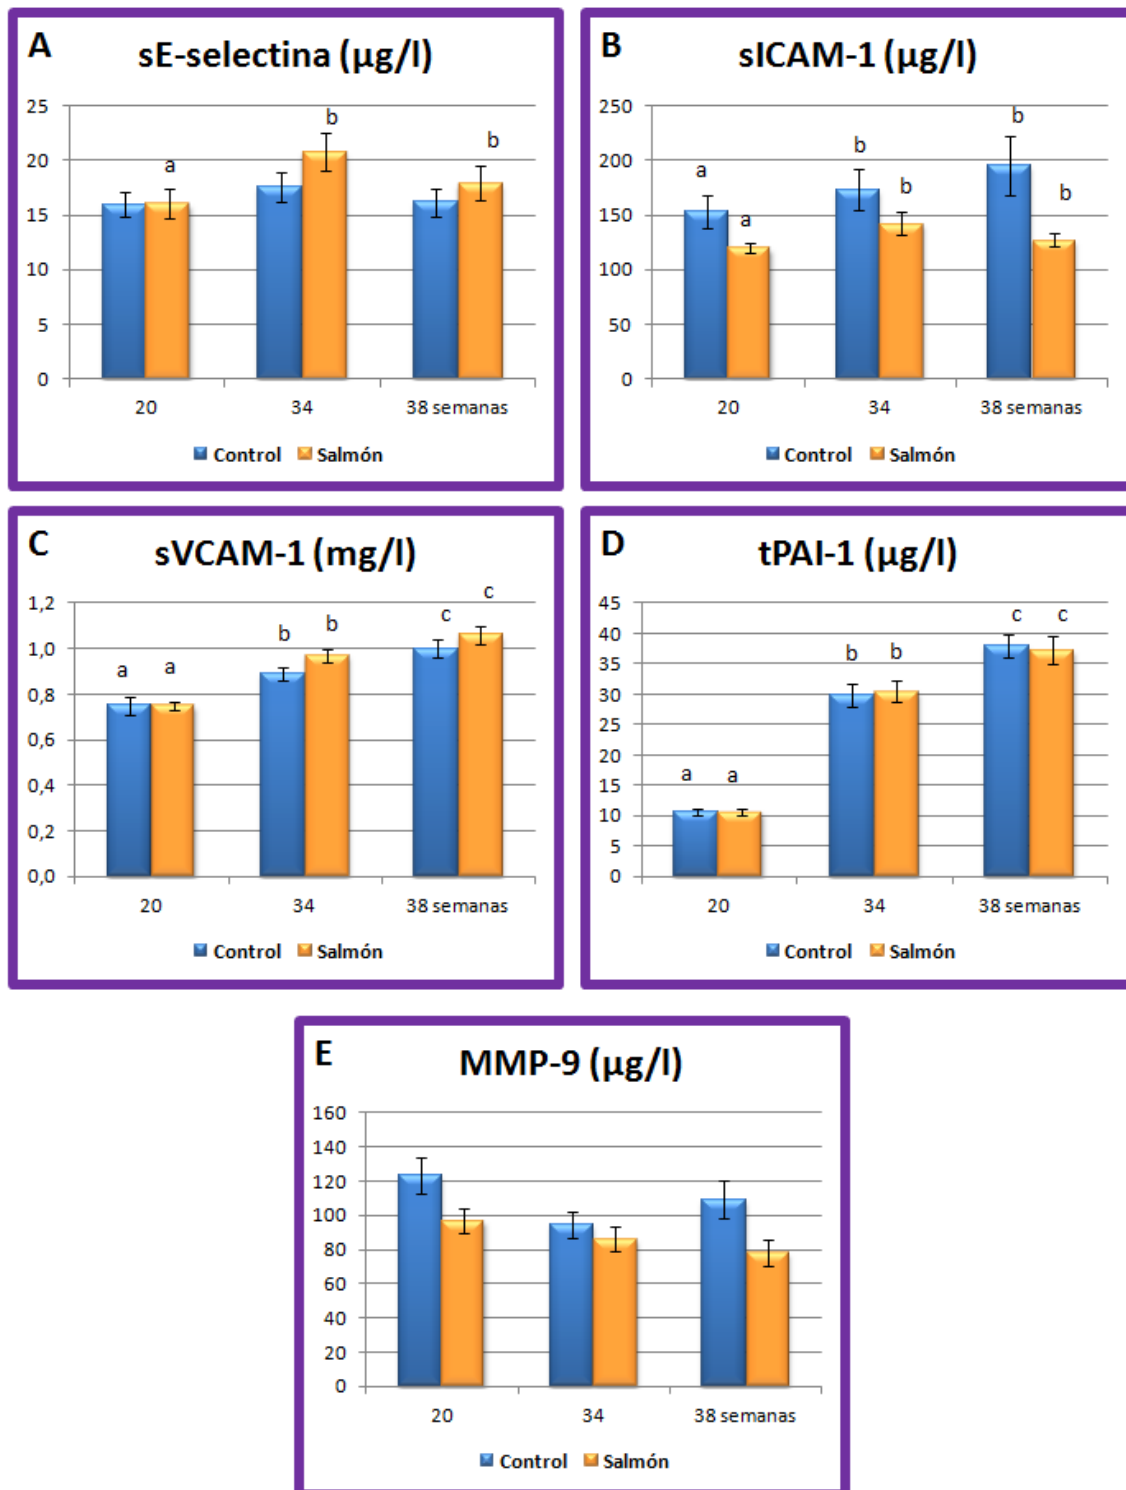 A
sE-selectina (µg/l)
25
20
15
10
5
0
a
b
b
20
34
38 semanas
Control
Salmón
B
sICAM-1 (µg/l)
250
200
150
100
50
0
a
a
b
b
b
b
20
34
38 semanas
Control
Salmón
C
sVCAM-1 (mg/l)
1,2
1,0
0,8
0,6
0,4
0,2
0,0
a
a
b
b
c
c
20
34
38 semanas
Control
Salmón
D
tPAI-1 (µg/l)
45
40
35
30
25
20
15
10
5
0
a
a
b
b
c
c
20
34
38 semanas
Control
Salmón
E
MMP-9 (µg/l)
160
140
120
100
80
60
40
20
0
20
34
38 semanas
Control
Salmón